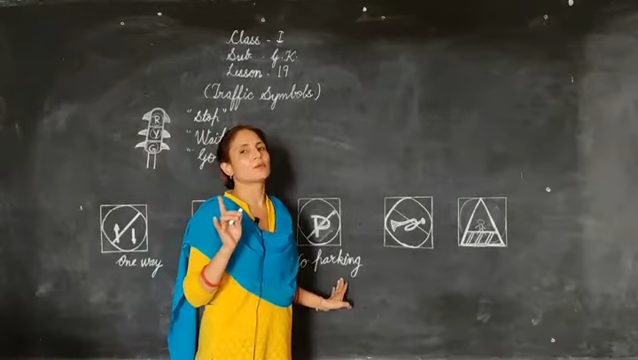 Class - I
Sub. - G.K.
Lesson - 19
(Traffic Symbols)
R
Y
G
"Stop"
"Wait
"Go
P
One way
No parking